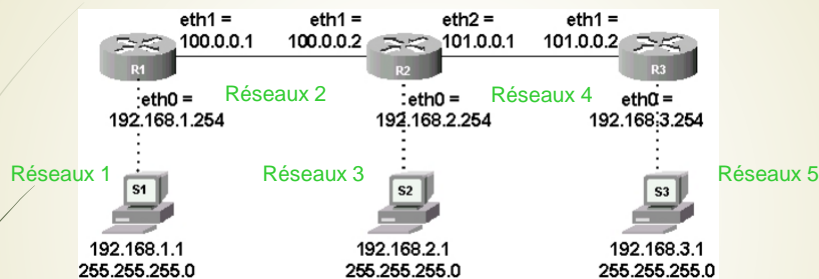 eth1 =
100.0.0.1
eth1 =
100.0.0.2
eth2 =
101.0.0.1
eth1 =
101.0.0.2
R1
R2
R3
Réseaux 2
Réseaux 4
eth0 =
192.168.1.254
eth0 =
192.168.2.254
eth0 =
192.168.3.254
Réseaux 1
S1
Réseaux 3
S2
S3
Réseaux 5
192.168.1.1
255.255.255.0
192.168.2.1
255.255.255.0
192.168.3.1
255.255.255.0